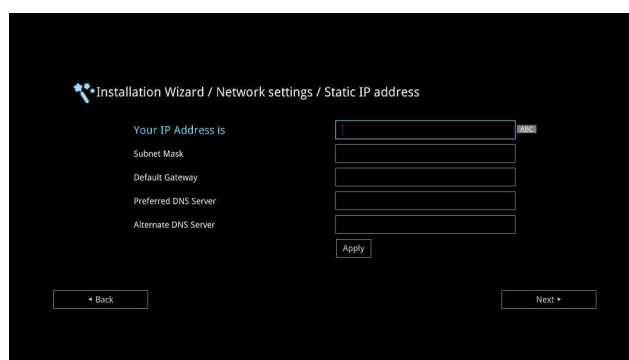 Installation Wizard / Network settings / Static IP address
Your IP Address is
ABC
Subnet Mask
Default Gateway
Preferred DNS Server
Alternate DNS Server
Apply
Back
Next